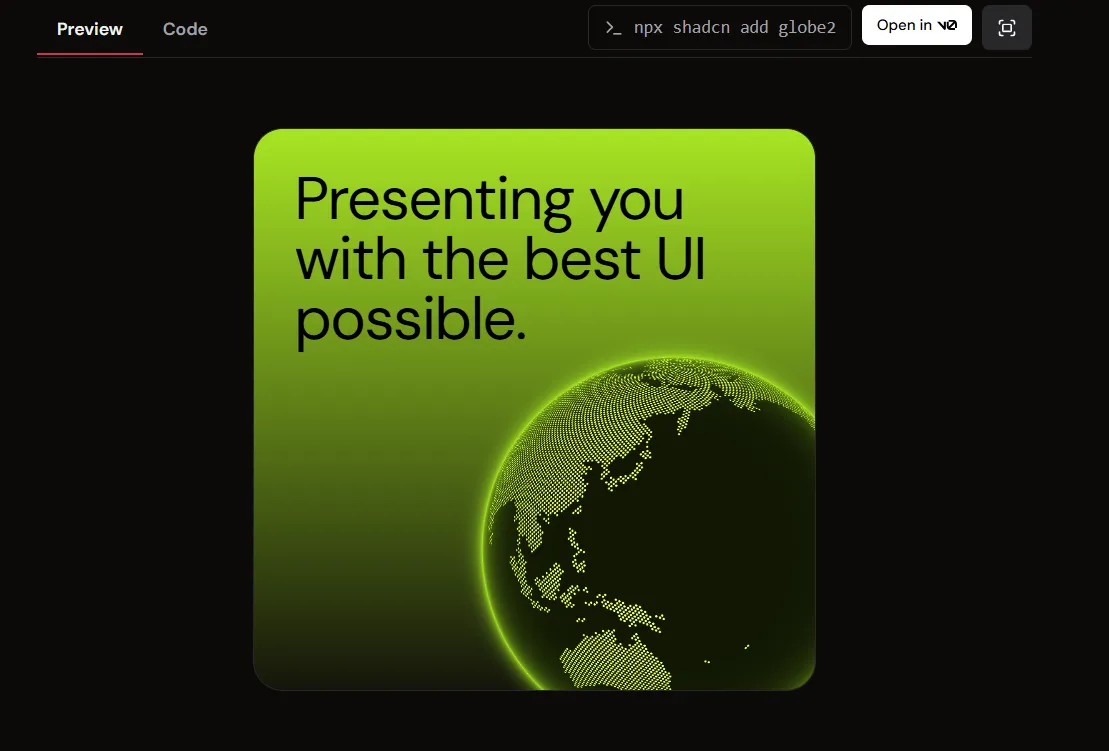 Preview
Code
>_ npx shadcn add globe2
Open in v0
Presenting you
with the best UI
possible.